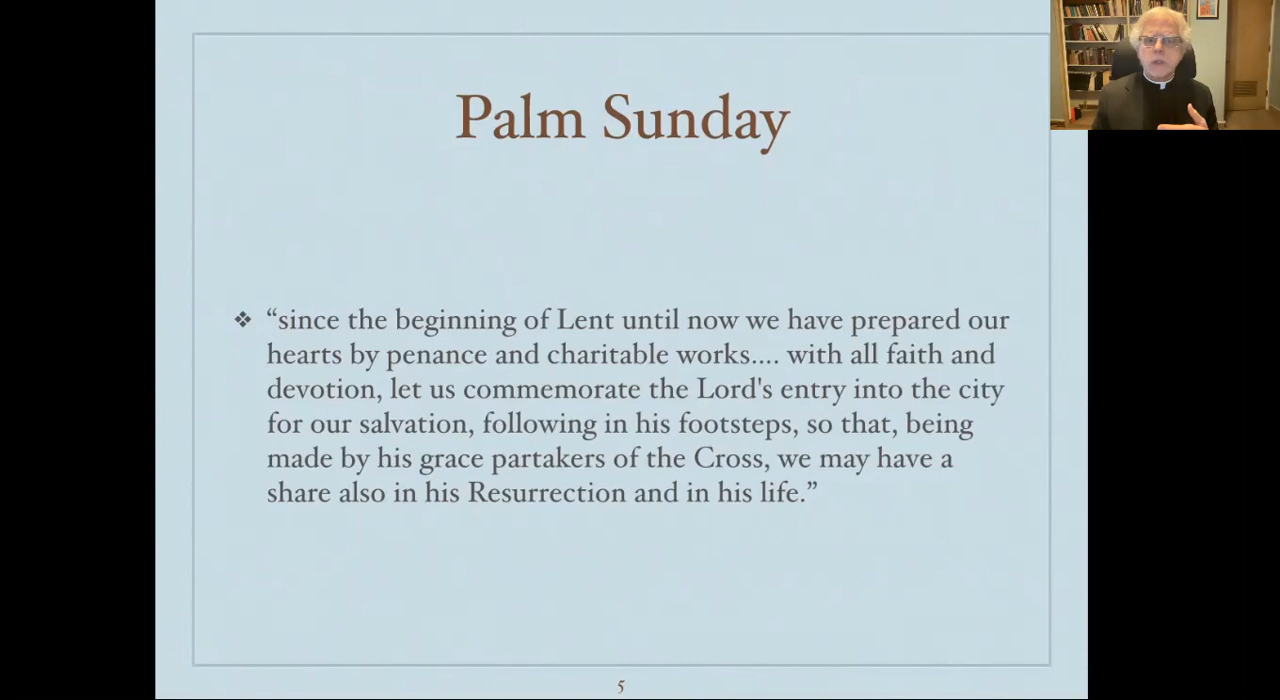 Palm Sunday
❖ “since the beginning of Lent until now we have prepared our
hearts by penance and charitable works.... with all faith and
devotion, let us commemorate the Lord's entry into the city
for our salvation, following in his footsteps, so that, being
made by his grace partakers of the Cross, we may have a
share also in his Resurrection and in his life.”
5